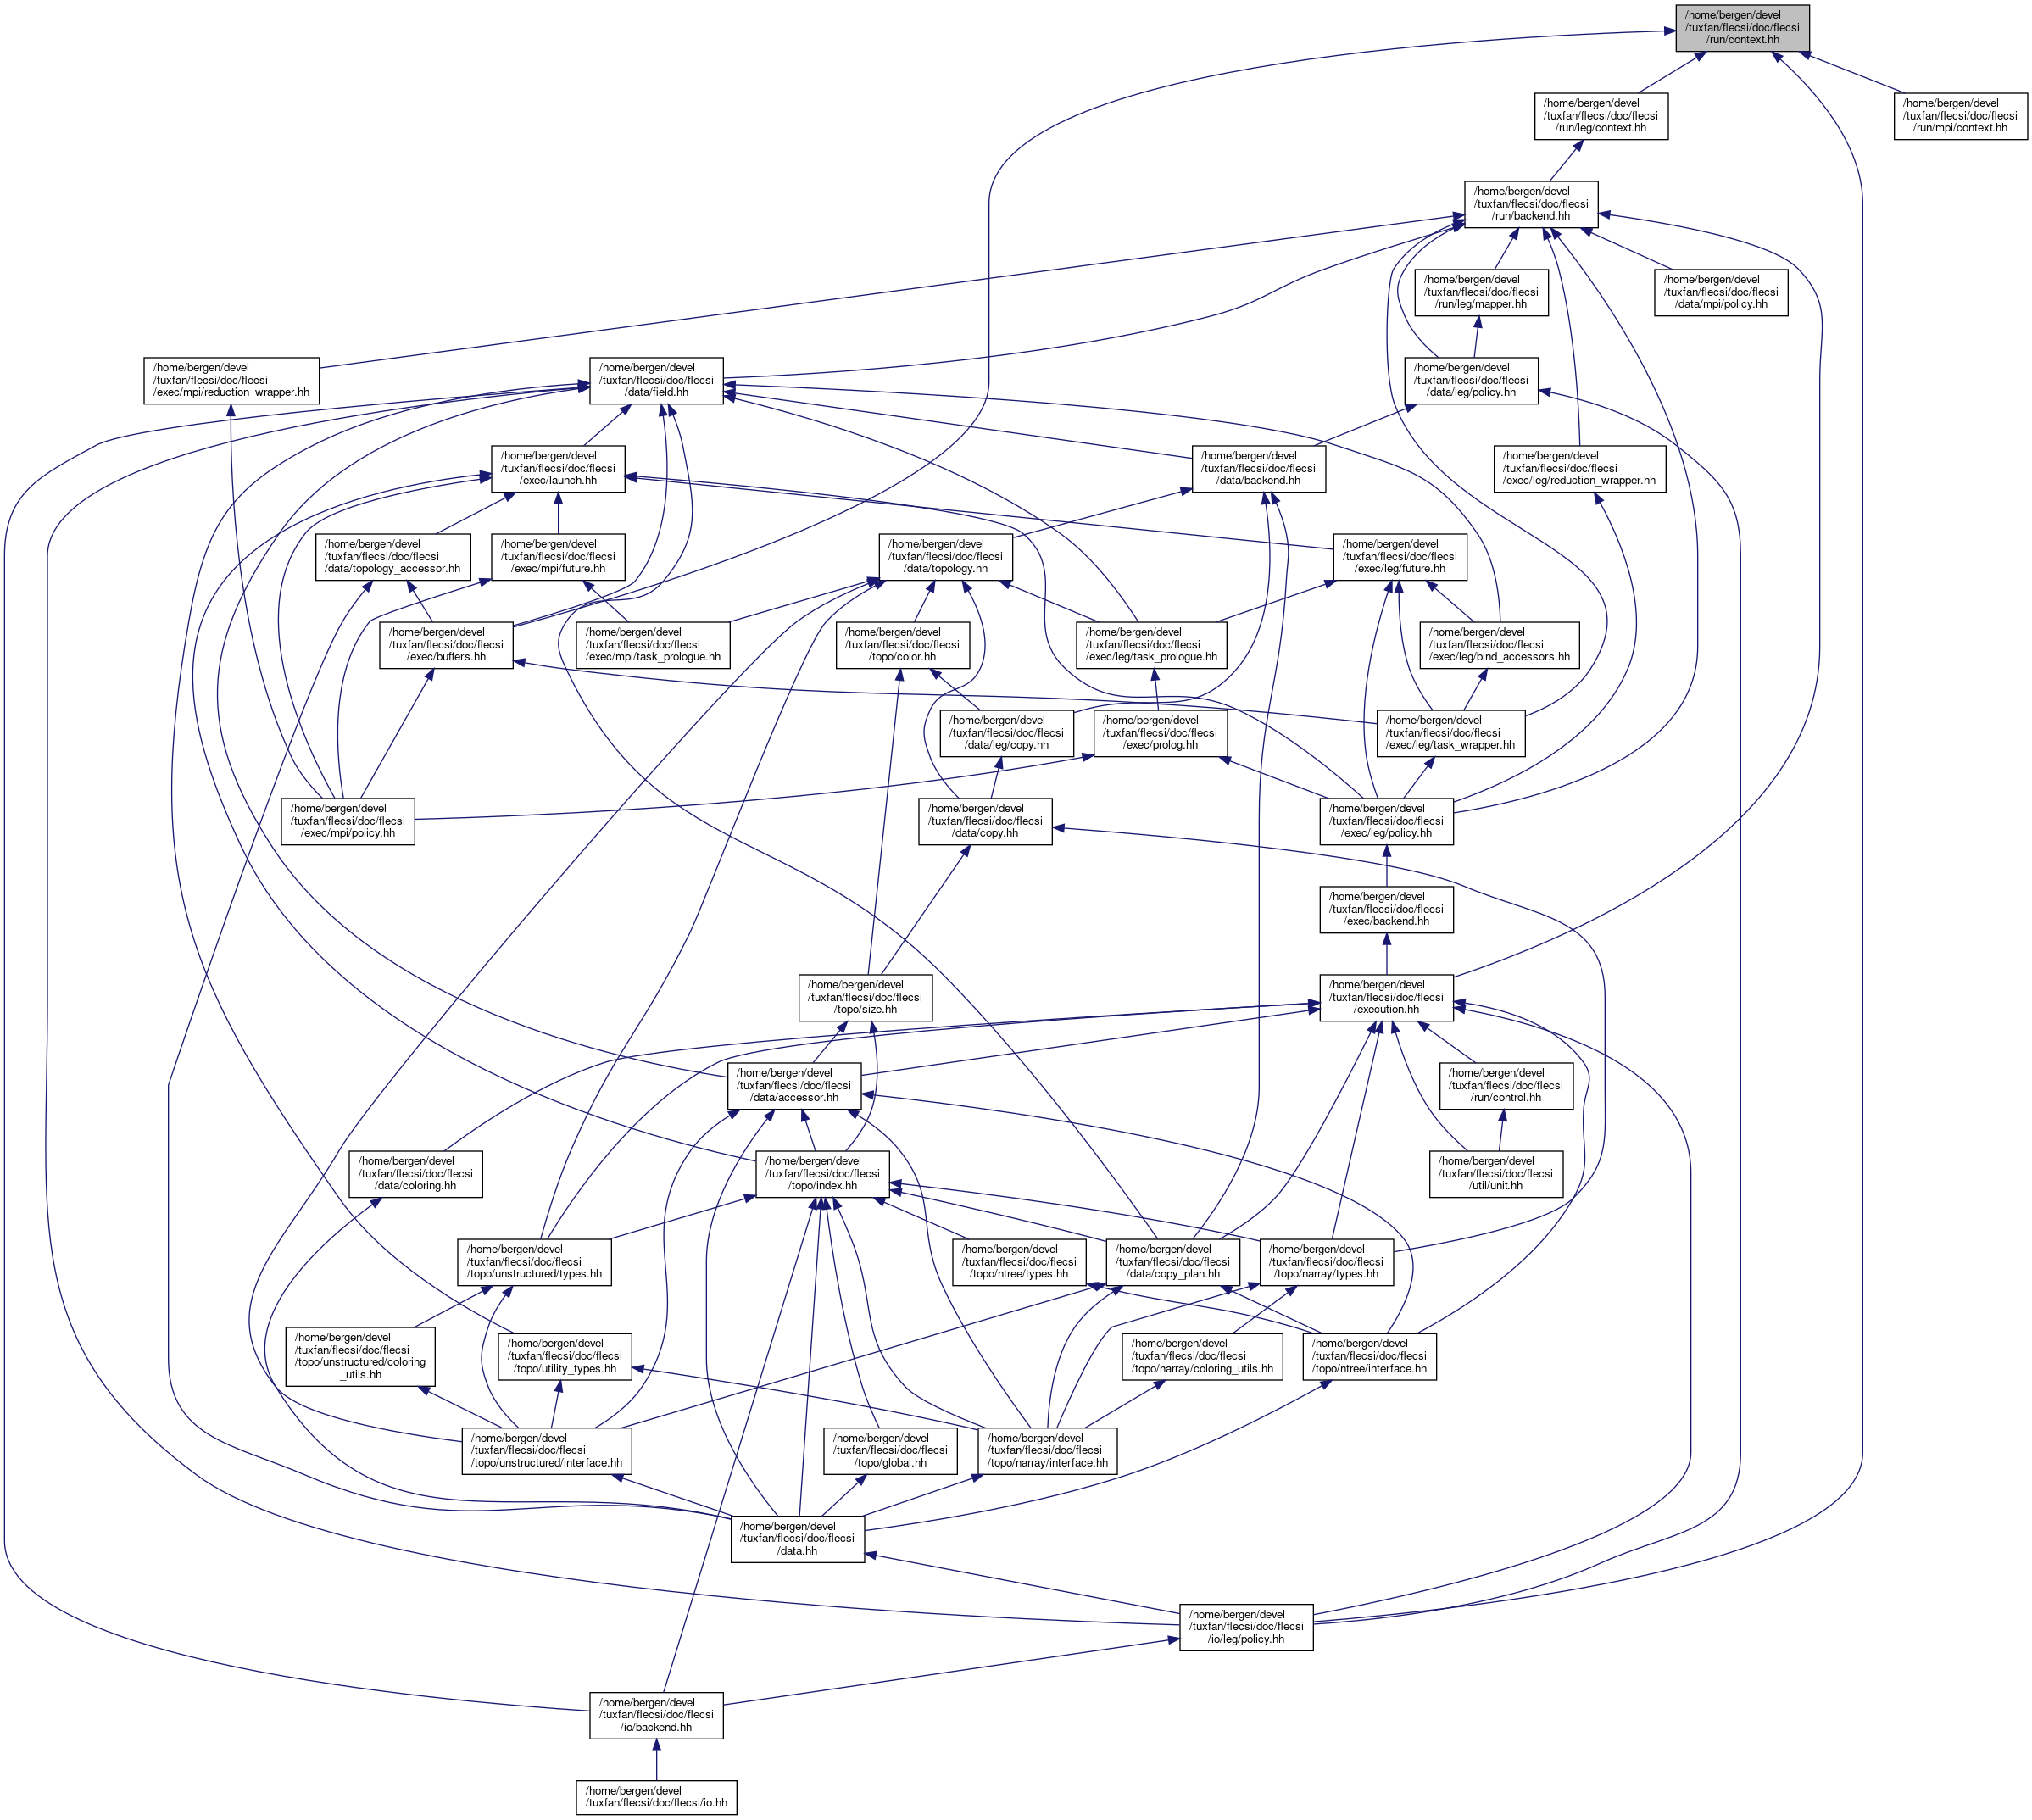 /home/bergen/devel
/tuxfan/flecsi/doc/flecsi
/run/context.hh
/home/bergen/devel
/tuxfan/flecsi/doc/flecsi
/run/leg/context.hh
/home/bergen/devel
/tuxfan/flecsi/doc/flecsi
/run/mpi/context.hh
/home/bergen/devel
/tuxfan/flecsi/doc/flecsi
/run/backend.hh
/home/bergen/devel
/tuxfan/flecsi/doc/flecsi
/run/leg/mapper.hh
/home/bergen/devel
/tuxfan/flecsi/doc/flecsi
/data/mpi/policy.hh
/home/bergen/devel
/tuxfan/flecsi/doc/flecsi
/exec/mpi/reduction_wrapper.hh
/home/bergen/devel
/tuxfan/flecsi/doc/flecsi
/data/field.hh
/home/bergen/devel
/tuxfan/flecsi/doc/flecsi
/data/leg/policy.hh
/home/bergen/devel
/tuxfan/flecsi/doc/flecsi
/exec/launch.hh
/home/bergen/devel
/tuxfan/flecsi/doc/flecsi
/data/backend.hh
/home/bergen/devel
/tuxfan/flecsi/doc/flecsi
/exec/leg/reduction_wrapper.hh
/home/bergen/devel
/tuxfan/flecsi/doc/flecsi
/data/topology_accessor.hh
/home/bergen/devel
/tuxfan/flecsi/doc/flecsi
/exec/mpi/future.hh
/home/bergen/devel
/tuxfan/flecsi/doc/flecsi
/data/topology.hh
/home/bergen/devel
/tuxfan/flecsi/doc/flecsi
/exec/leg/future.hh
/home/bergen/devel
/tuxfan/flecsi/doc/flecsi
/exec/buffers.hh
/home/bergen/devel
/tuxfan/flecsi/doc/flecsi
/exec/mpi/task_prologue.hh
/home/bergen/devel
/tuxfan/flecsi/doc/flecsi
/topo/color.hh
/home/bergen/devel
/tuxfan/flecsi/doc/flecsi
/exec/leg/task_prologue.hh
/home/bergen/devel
/tuxfan/flecsi/doc/flecsi
/exec/leg/bind_accessors.hh
/home/bergen/devel
/tuxfan/flecsi/doc/flecsi
/data/leg/copy.hh
/home/bergen/devel
/tuxfan/flecsi/doc/flecsi
/exec/prolog.hh
/home/bergen/devel
/tuxfan/flecsi/doc/flecsi
/exec/leg/task_wrapper.hh
/home/bergen/devel
/tuxfan/flecsi/doc/flecsi
/exec/mpi/policy.hh
/home/bergen/devel
/tuxfan/flecsi/doc/flecsi
/data/copy.hh
/home/bergen/devel
/tuxfan/flecsi/doc/flecsi
/exec/leg/policy.hh
/home/bergen/devel
/tuxfan/flecsi/doc/flecsi
/exec/backend.hh
/home/bergen/devel
/tuxfan/flecsi/doc/flecsi
/topo/size.hh
/home/bergen/devel
/tuxfan/flecsi/doc/flecsi
/execution.hh
/home/bergen/devel
/tuxfan/flecsi/doc/flecsi
/data/accessor.hh
/home/bergen/devel
/tuxfan/flecsi/doc/flecsi
/run/control.hh
/home/bergen/devel
/tuxfan/flecsi/doc/flecsi
/data/coloring.hh
/home/bergen/devel
/tuxfan/flecsi/doc/flecsi
/topo/index.hh
/home/bergen/devel
/tuxfan/flecsi/doc/flecsi
/util/unit.hh
/home/bergen/devel
/tuxfan/flecsi/doc/flecsi
/topo/unstructured/types.hh
/home/bergen/devel
/tuxfan/flecsi/doc/flecsi
/topo/ntree/types.hh
/home/bergen/devel
/tuxfan/flecsi/doc/flecsi
/data/copy_plan.hh
/home/bergen/devel
/tuxfan/flecsi/doc/flecsi
/topo/narray/types.hh
/home/bergen/devel
/tuxfan/flecsi/doc/flecsi
/topo/unstructured/coloring
_utils.hh
/home/bergen/devel
/tuxfan/flecsi/doc/flecsi
/topo/utility_types.hh
/home/bergen/devel
/tuxfan/flecsi/doc/flecsi
/topo/narray/coloring_utils.hh
/home/bergen/devel
/tuxfan/flecsi/doc/flecsi
/topo/ntree/interface.hh
/home/bergen/devel
/tuxfan/flecsi/doc/flecsi
/topo/unstructured/interface.hh
/home/bergen/devel
/tuxfan/flecsi/doc/flecsi
/topo/global.hh
/home/bergen/devel
/tuxfan/flecsi/doc/flecsi
/topo/narray/interface.hh
/home/bergen/devel
/tuxfan/flecsi/doc/flecsi
/data.hh
/home/bergen/devel
/tuxfan/flecsi/doc/flecsi
/io/leg/policy.hh
/home/bergen/devel
/tuxfan/flecsi/doc/flecsi
/io/backend.hh
/home/bergen/devel
/tuxfan/flecsi/doc/flecsi/io.hh